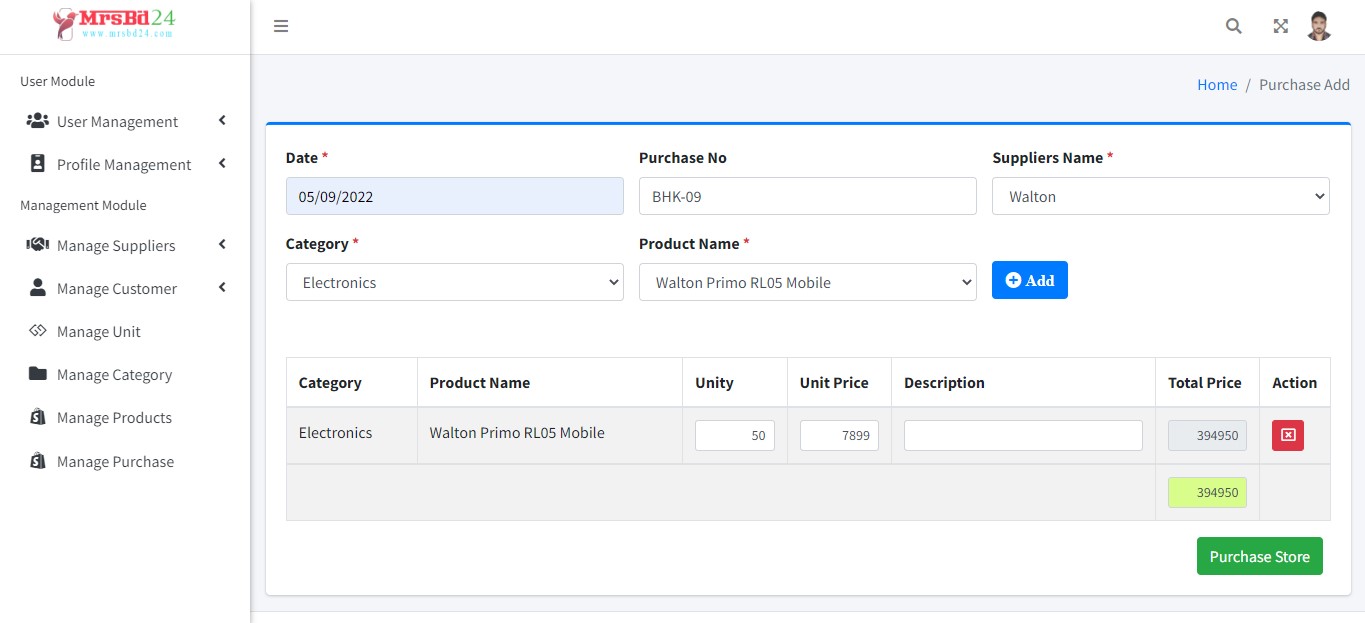 MrsBd24
www.mrsbd24.com
User Module
User Management
Profile Management
Management Module
Manage Suppliers
Manage Customer
Manage Unit
Manage Category
Manage Products
Manage Purchase
Home / Purchase Add
Date * Purchase No Suppliers Name *
05/09/2022 BHK-09 Walton
Category * Product Name *
Electronics Walton Primo RL05 Mobile Add
Category Product Name Unity Unit Price Description Total Price Action
Electronics Walton Primo RL05 Mobile 50 7899 394950
394950
Purchase Store